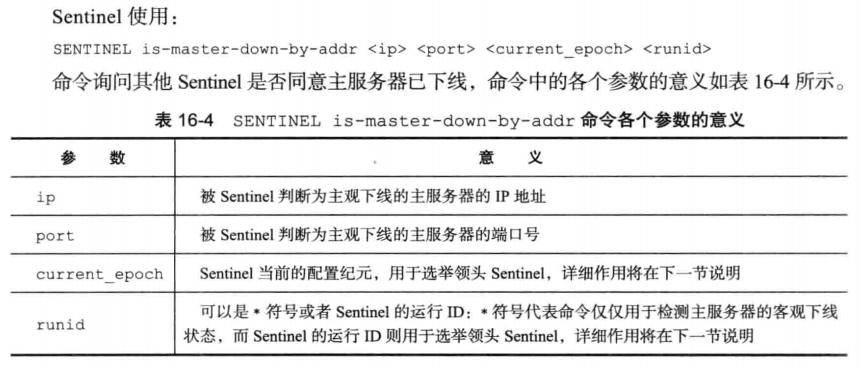 Sentinel 使用：
SENTINEL is-master-down-by-addr <ip> <port> <current_epoch> <runid>
命令询问其他 Sentinel 是否同意主服务器已下线，命令中的各个参数的意义如表 16-4 所示。
表 16-4 SENTINEL is-master-down-by-addr 命令各个参数的意义
参 数 意 义
ip 被 Sentinel 判断为主观下线的主服务器的 IP 地址
port 被 Sentinel 判断为主观下线的主服务器的端口号
current_epoch Sentinel 当前的配置纪元，用于选举领头 Sentinel，详细作用将在下一节说明
runid 可以是 * 符号或者 Sentinel 的运行 ID：* 符号代表命令仅仅用于检测主服务器的客观下线
状态，而 Sentinel 的运行 ID 则用于选举领头 Sentinel，详细作用将在下一节说明